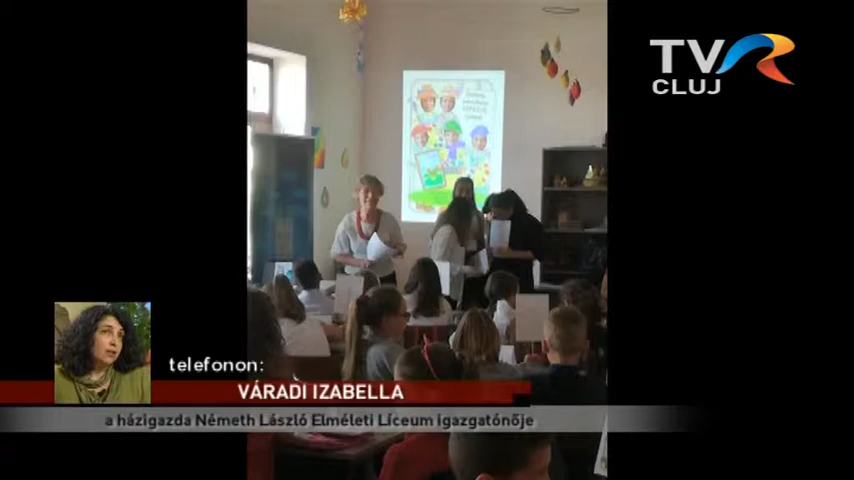 TVR
CLUJ
telefonon:
VÁRADI IZABELLA
a házigazda Németh László Elméleti Líceum igazgatónője